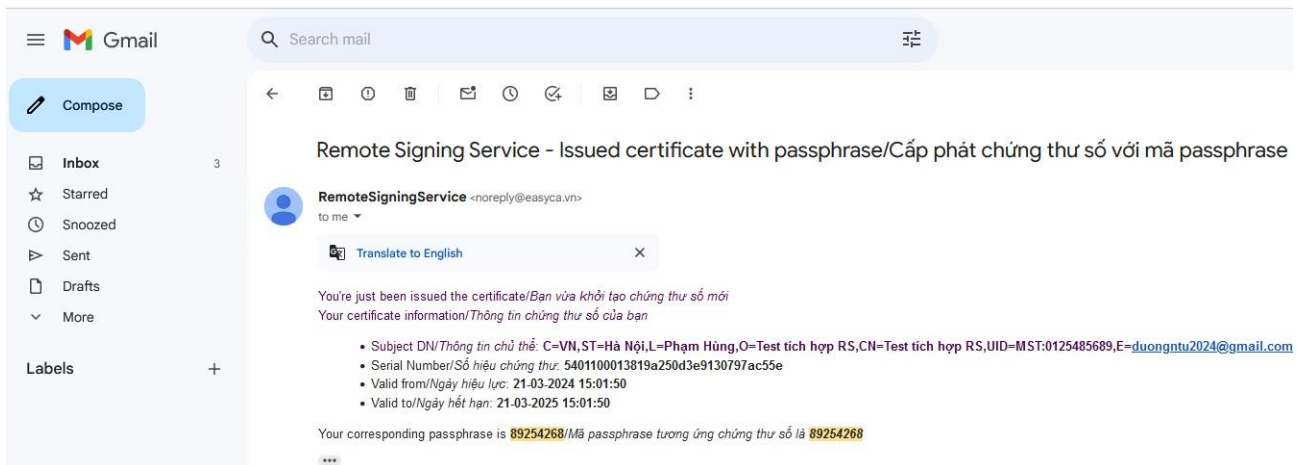 Gmail
Search mail
Compose
Inbox 3
Starred
Snoozed
Sent
Drafts
More
Labels
Remote Signing Service - Issued certificate with passphrase/Cấp phát chứng thư số với mã passphrase
RemoteSigningService <noreply@easyca.vn>
to me
Translate to English
You're just been issued the certificate/Bạn vừa khởi tạo chứng thư số mới
Your certificate information/Thông tin chứng thư số của bạn
• Subject DN/Thông tin chủ thể: C=VN,ST=Hà Nội,L=Phạm Hùng,O=Test tích hợp RS,CN=Test tích hợp RS,UID=MST:0125485689,E=duongntu2024@gmail.com
• Serial Number/Số hiệu chứng thư: 5401100013819a250d3e9130797ac55e
• Valid from/Ngày hiệu lực: 21-03-2024 15:01:50
• Valid to/Ngày hết hạn: 21-03-2025 15:01:50
Your corresponding passphrase is 89254268/Mã passphrase tương ứng chứng thư số là 89254268